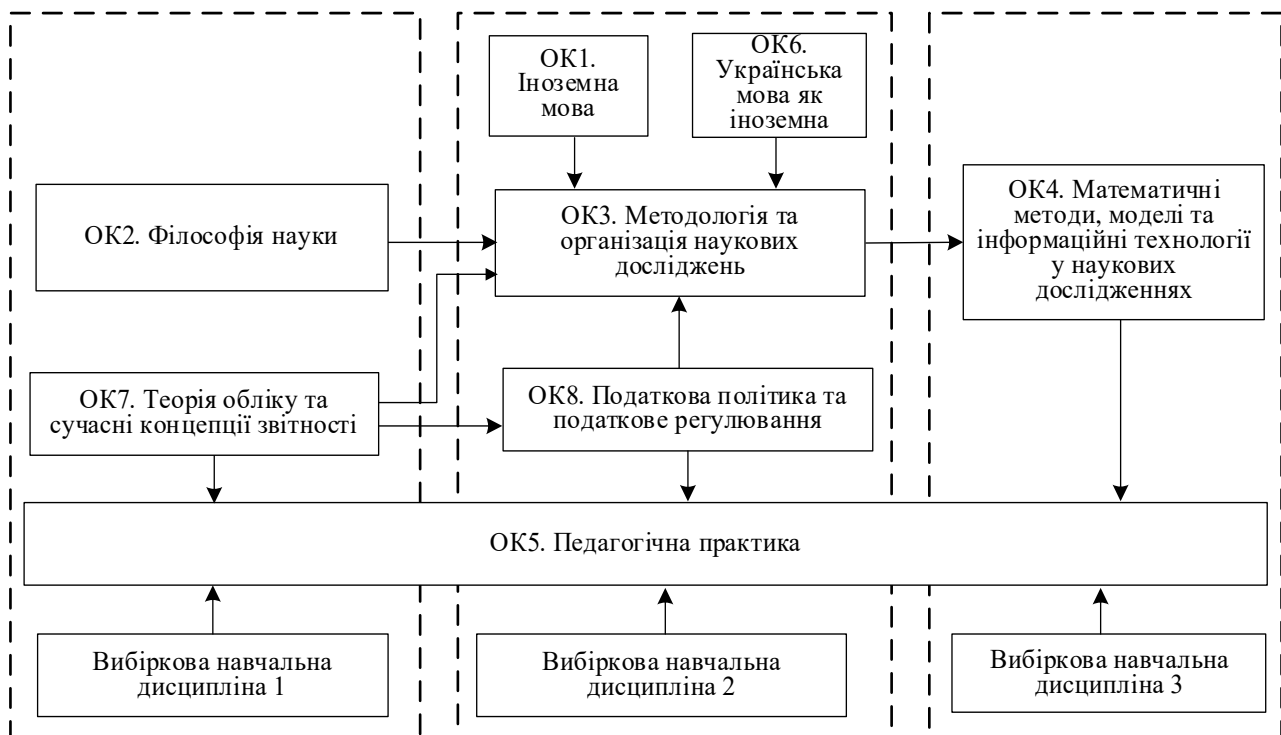 ОК1.
Іноземна
мова
ОК6.
Українська
мова як
іноземна
ОК2. Філософія науки
ОК3. Методологія та
організація наукових
досліджень
ОК4. Математичні
методи, моделі та
інформаційні технології
у наукових
дослідженнях
ОК7. Теорія обліку та
сучасні концепції звітності
ОК8. Податкова політика та
податкове регулювання
ОК5. Педагогічна практика
Вибіркова навчальна
дисципліна 1
Вибіркова навчальна
дисципліна 2
Вибіркова навчальна
дисципліна 3